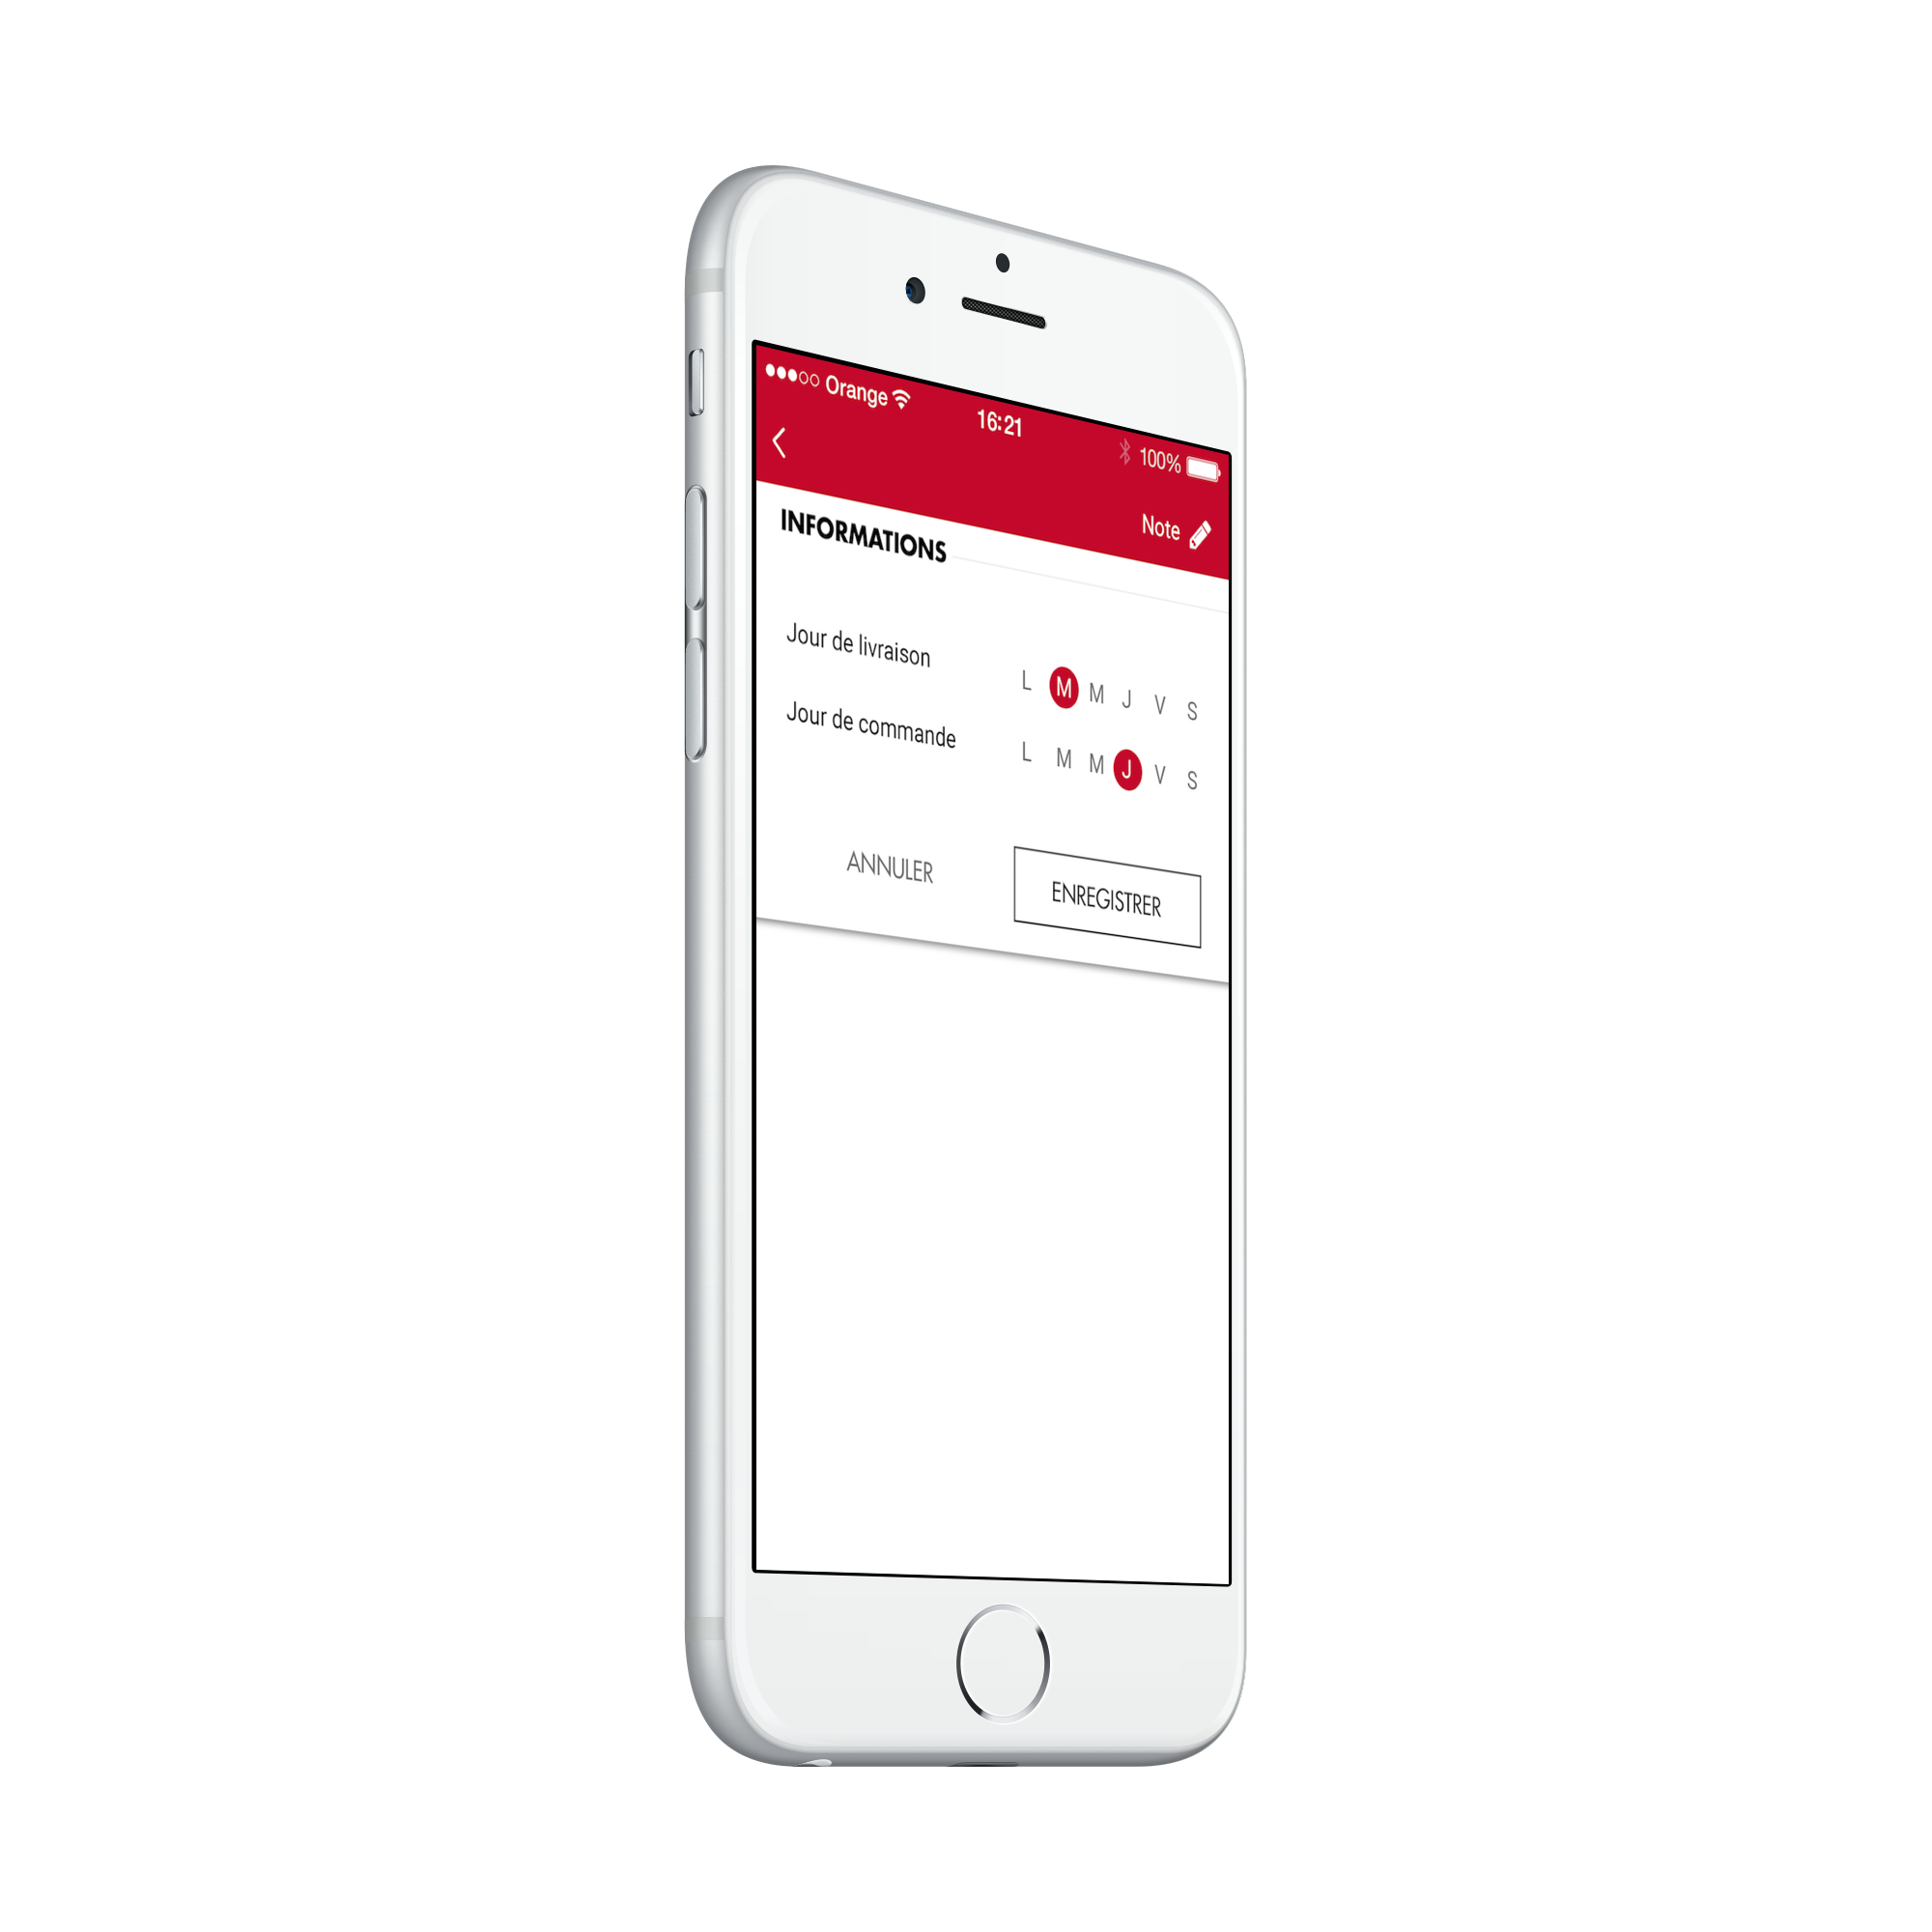 Orange 16:21 100%
Note
INFORMATIONS
Jour de livraison L M M J V S
Jour de commande L M M J V S
ANNULER ENREGISTRER